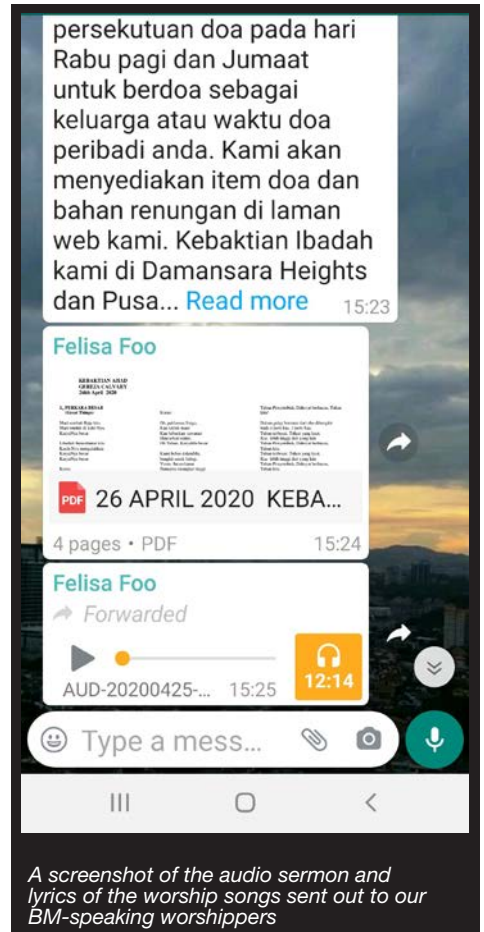 persekutuan doa pada hari
Rabu pagi dan Jumaat
untuk berdoa sebagai
keluarga atau waktu doa
peribadi anda. Kami akan
menyediakan item doa dan
bahan renungan di laman
web kami. Kebaktian Ibadah
kami di Damansara Heights
dan Pusa... Read more 15:23
Felisa Foo
KEBAKTIAN AHAD
GEREJA CALVARY
26hb April 2020
PDF 26 APRIL 2020 KEBA...
4 pages • PDF 15:24
Felisa Foo
Forwarded
12:14
AUD-20200425-... 15:25
Type a mess...
A screenshot of the audio sermon and
lyrics of the worship songs sent out to our
BM-speaking worshippers